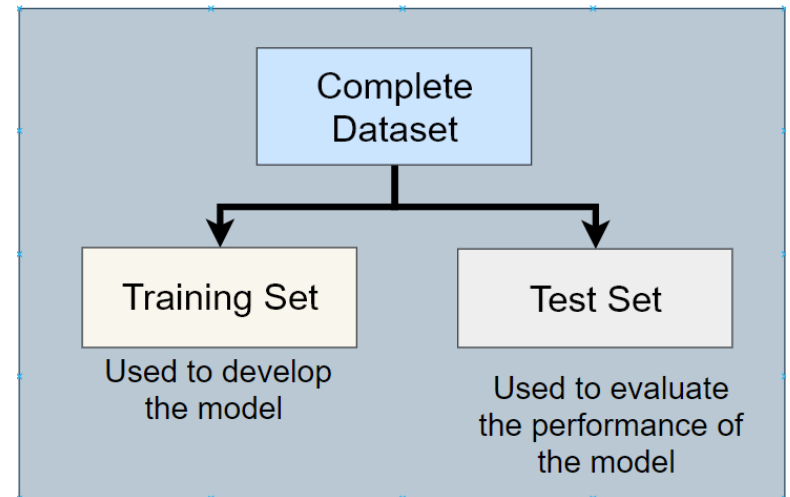 Complete
Dataset
Training Set
Used to develop
the model
Test Set
Used to evaluate
the performance of
the model